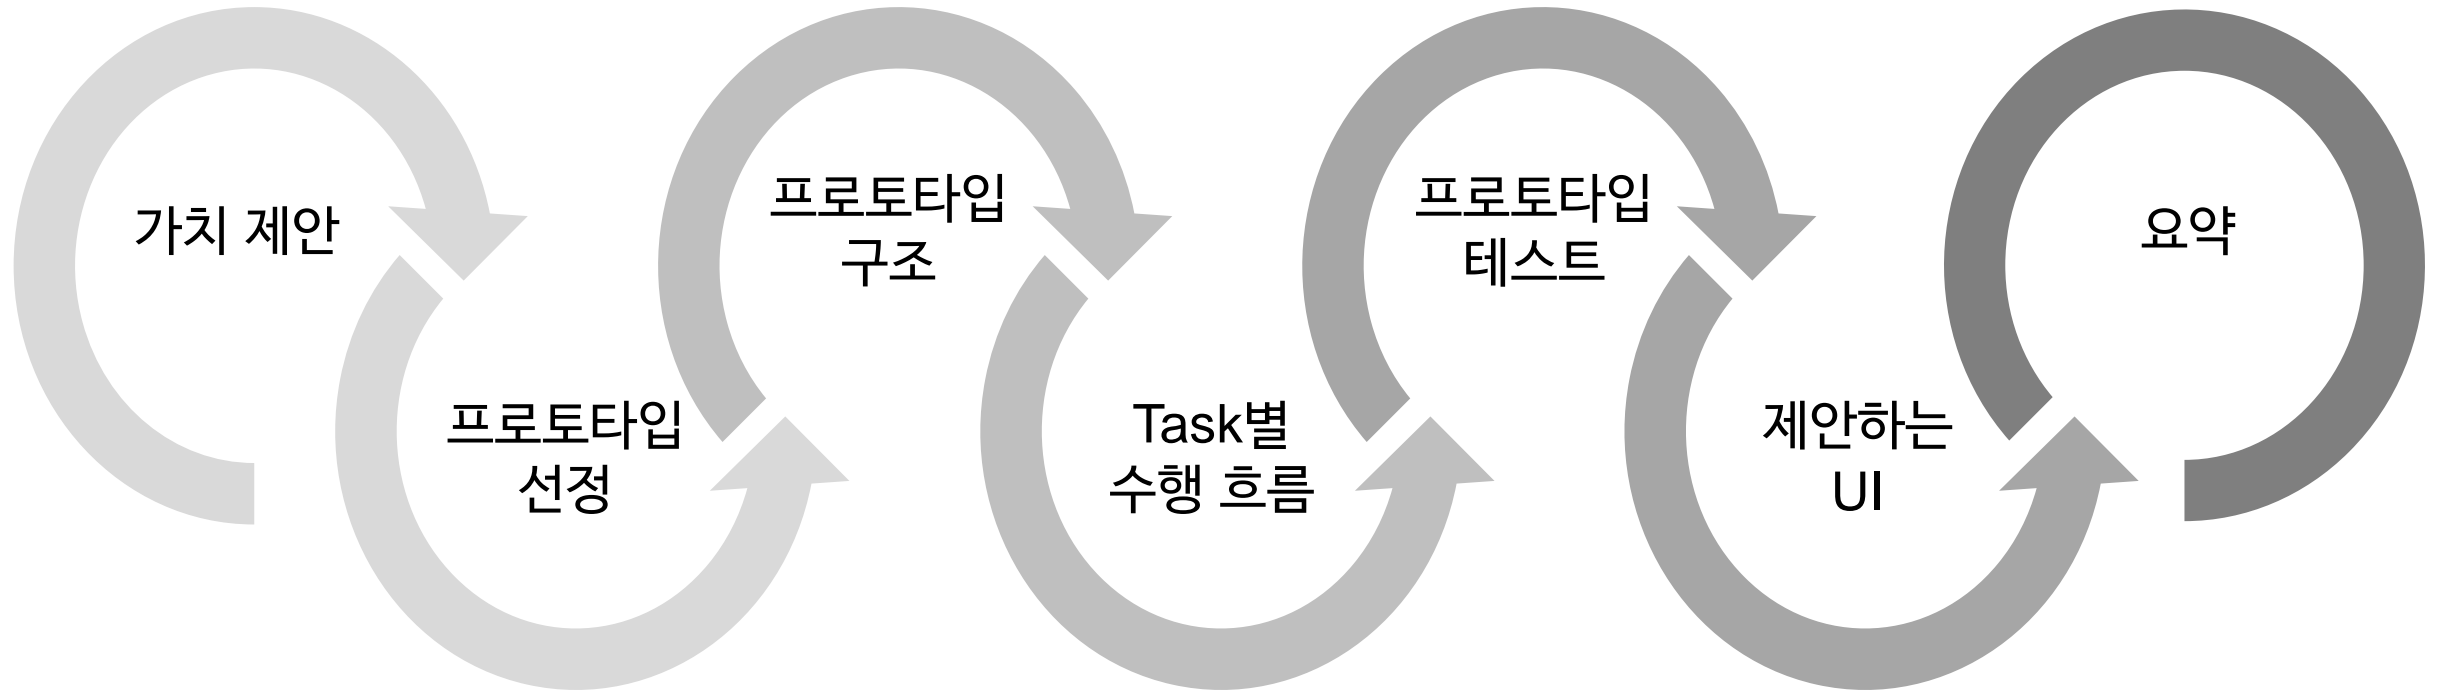 가치 제안
프로토타입
선정
프로토타입
구조
Task별
수행 흐름
프로토타입
테스트
제안하는
UI
요약